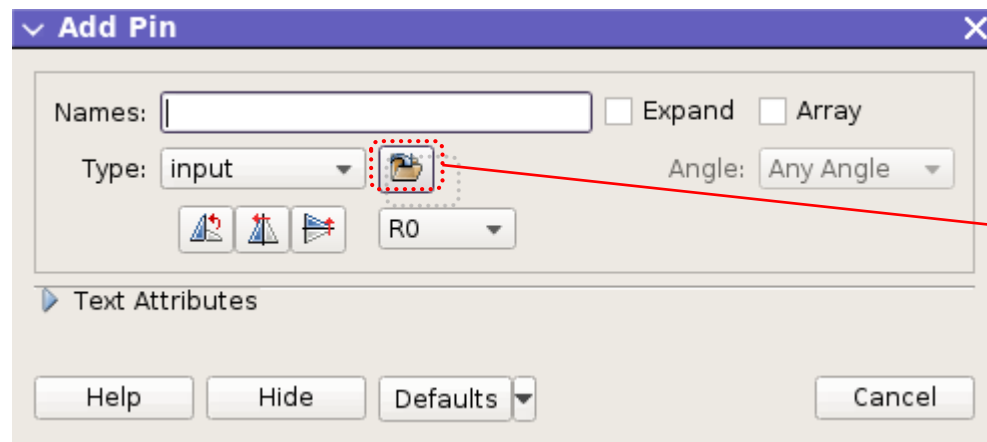 Add Pin
Names: Expand Array
Type: input Angle: Any Angle
R0
Text Attributes
Help Hide Defaults Cancel